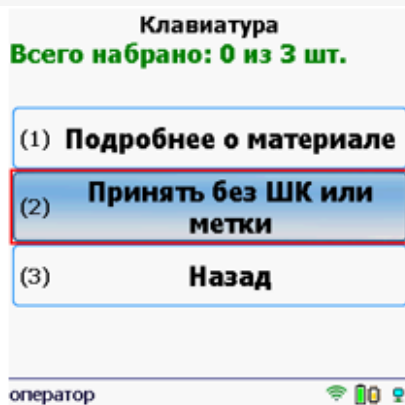 Клавиатура
Всего набрано: 0 из 3 шт.
(1) Подробнее о материале
(2) Принять без ШК или
метки
(3) Назад
оператор